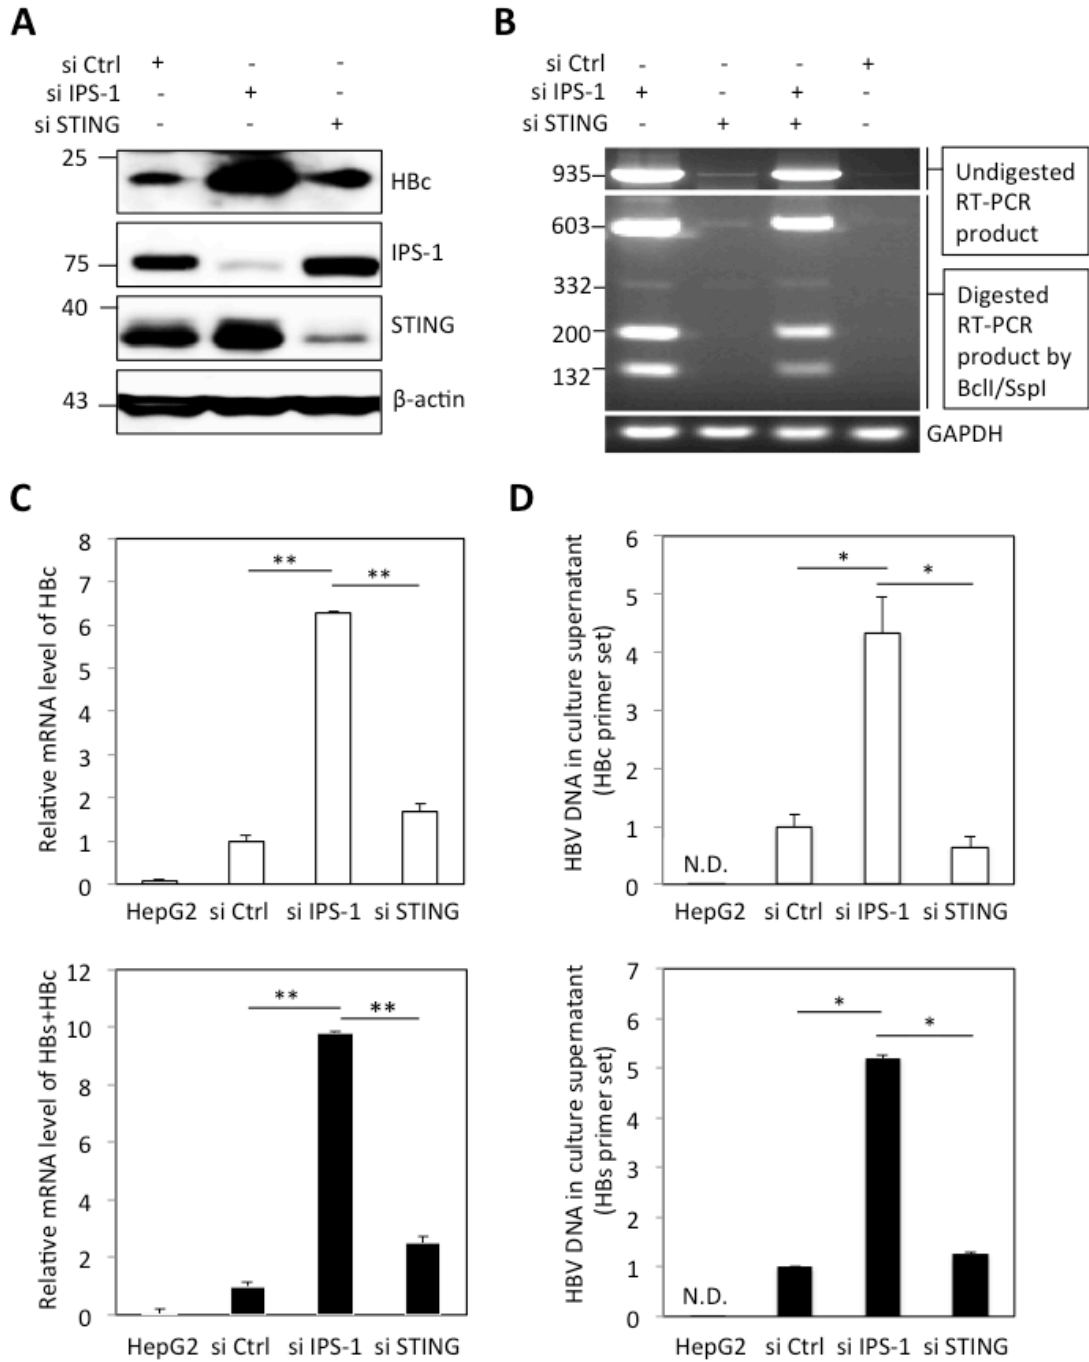 A
si Ctrl + - -
si IPS-1 - + -
si STING - - +
25
HBc
75
IPS-1
40
STING
43
β-actin
B
si Ctrl - - - +
si IPS-1 + - + -
si STING - + + -
935
603
332
200
132
Undigested
RT-PCR
product
Digested
RT-PCR
product by
BclI/SspI
GAPDH
C
Relative mRNA level of HBc
8
7
6
5
4
3
2
1
0
** **
HepG2 si Ctrl si IPS-1 si STING
Relative mRNA level of HBs+HBc
12
10
8
6
4
2
0
** **
HepG2 si Ctrl si IPS-1 si STING
D
HBV DNA in culture supernatant
(HBc primer set)
6
5
4
3
2
1
0
* *
N.D.
HepG2 si Ctrl si IPS-1 si STING
HBV DNA in culture supernatant
(HBs primer set)
7
6
5
4
3
2
1
0
* *
N.D.
HepG2 si Ctrl si IPS-1 si STING